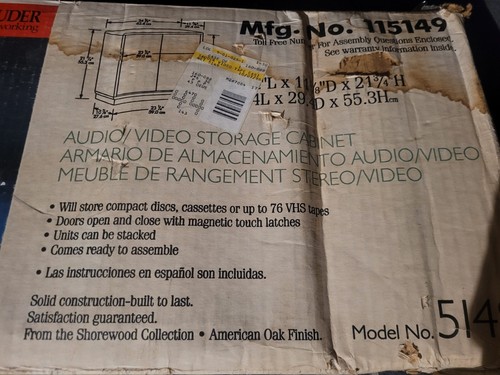 UDER
Mfg. No. 115149
Toll Free For Assembly Questions Enclosed.
See warranty information inside.
working
"D x 21¾"H
D x 55.3Hcm
44
AUDIO/VIDEO STORAGE CABINET
ARMARIO DE ALMACENAMIENTO AUDIO/VIDEO
MEUBLE DE RANGEMENT STEREO/VIDEO
• Will store compact discs, cassettes or up to 76 VHS tapes
• Doors open and close with magnetic touch latches
• Units can be stacked
• Comes ready to assemble
• Las instrucciones en español son incluidas.
Solid construction-built to last.
Satisfaction guaranteed.
From the Shorewood Collection • American Oak Finish.
Model No. 514